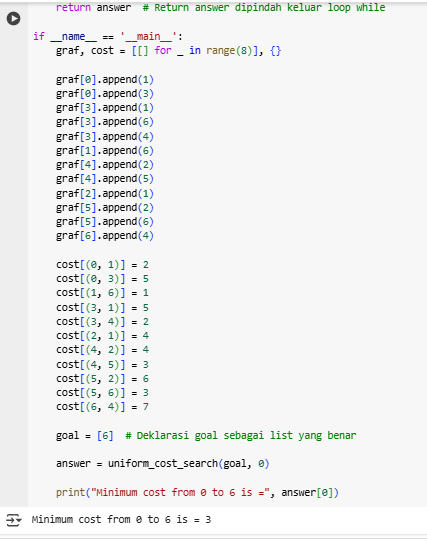 return answer  # Return answer dipindah keluar loop while
if __name__ == '__main__':
graf, cost = [[] for _ in range(8)], {}
graf[0].append(1)
graf[0].append(3)
graf[3].append(1)
graf[3].append(6)
graf[3].append(4)
graf[1].append(6)
graf[4].append(2)
graf[4].append(5)
graf[2].append(1)
graf[5].append(2)
graf[5].append(6)
graf[6].append(4)
cost[(0, 1)] = 2
cost[(0, 3)] = 5
cost[(1, 6)] = 1
cost[(3, 1)] = 5
cost[(3, 4)] = 2
cost[(2, 1)] = 4
cost[(4, 2)] = 4
cost[(4, 5)] = 3
cost[(5, 2)] = 6
cost[(5, 6)] = 3
cost[(6, 4)] = 7
goal = [6]  # Deklarasi goal sebagai list yang benar
answer = uniform_cost_search(goal, 0)
print("Minimum cost from 0 to 6 is =", answer[0])
Minimum cost from 0 to 6 is = 3